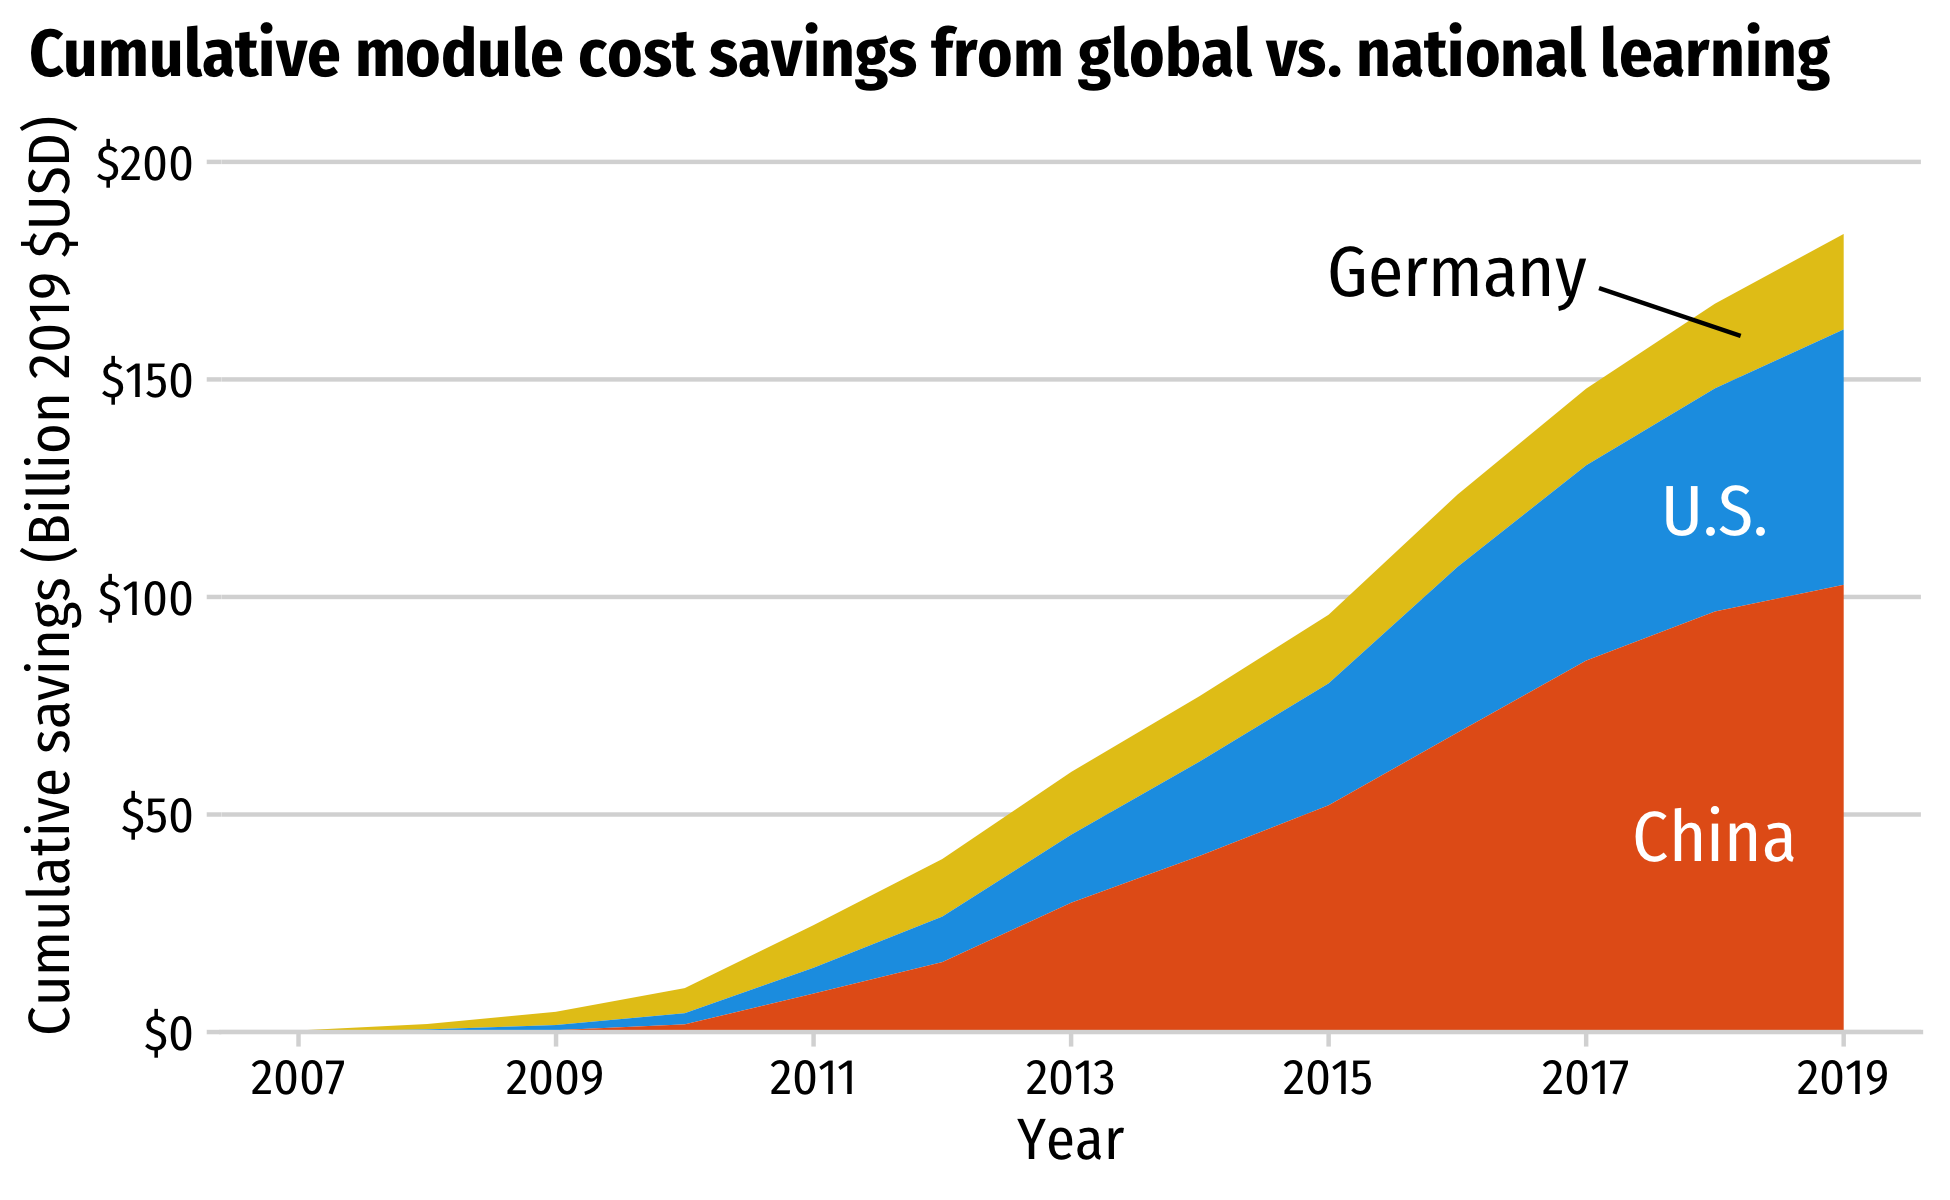 Cumulative module cost savings from global vs. national learning
Cumulative savings (Billion 2019 $USD)
$200
$150
$100
$50
$0
Germany
U.S.
China
2007 2009 2011 2013 2015 2017 2019
Year